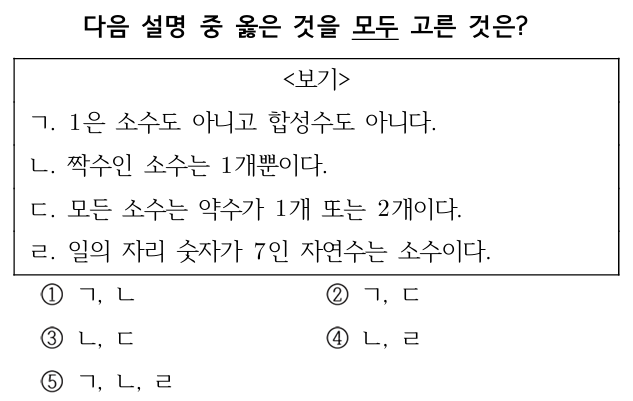 다음 설명 중 옳은 것을 모두 고른 것은?
<보기>
ㄱ. 1은 소수도 아니고 합성수도 아니다.
ㄴ. 짝수인 소수는 1개뿐이다.
ㄷ. 모든 소수는 약수가 1개 또는 2개이다.
ㄹ. 일의 자리 숫자가 7인 자연수는 소수이다.
① ㄱ, ㄴ ② ㄱ, ㄷ
③ ㄴ, ㄷ ④ ㄴ, ㄹ
⑤ ㄱ, ㄴ, ㄹ